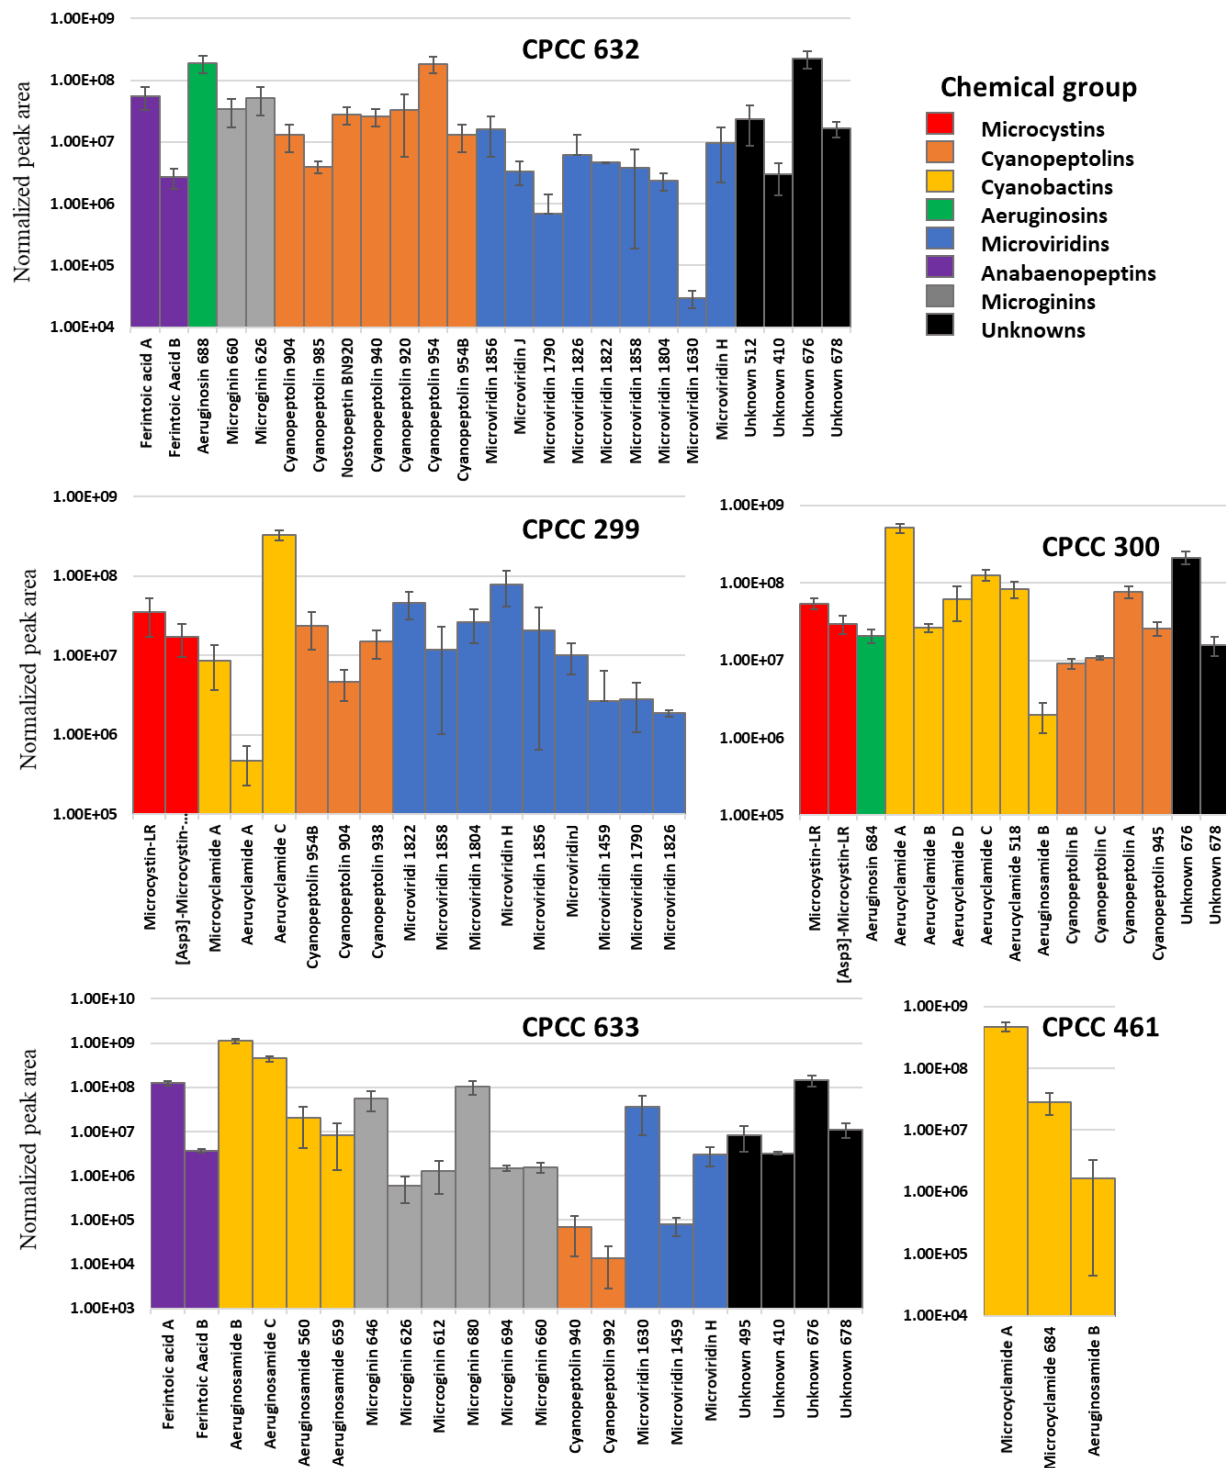 CPCC 632
Normalized peak area
1.00E+09
1.00E+08
1.00E+07
1.00E+06
1.00E+05
1.00E+04
Ferintoic acid A
Ferintoic Aacid B
Aeruginosin 688
Microginin 660
Microginin 626
Cyanopeptolin 904
Cyanopeptolin 985
Nostopeptin BN920
Cyanopeptolin 940
Cyanopeptolin 920
Cyanopeptolin 954
Cyanopeptolin 954B
Microviridin 1856
Microviridin J
Microviridin 1790
Microviridin 1826
Microviridin 1822
Microviridin 1858
Microviridin 1804
Microviridin 1630
Microviridin H
Unknown 512
Unknown 410
Unknown 676
Unknown 678
Chemical group
Microcystins
Cyanopeptolins
Cyanobactins
Aeruginosins
Microviridins
Anabaenopeptins
Microginins
Unknowns
CPCC 299
Normalized peak area
1.00E+09
1.00E+08
1.00E+07
1.00E+06
1.00E+05
Microcystin-LR
[Asp3]-Microcystin-...
Microcyclamide A
Aerucyclamide A
Aerucyclamide C
Cyanopeptolin 954B
Cyanopeptolin 904
Cyanopeptolin 938
Microviridi 1822
Microviridin 1858
Microviridin 1804
Microviridin H
Microviridin 1856
MicroviridinJ
Microviridin 1459
Microviridin 1790
Microviridin 1826
CPCC 300
1.00E+09
1.00E+08
1.00E+07
1.00E+06
1.00E+05
Microcystin-LR
[Asp3]-Microcystin-LR
Aeruginosin 684
Aerucyclamide A
Aerucyclamide B
Aerucyclamide D
Aerucyclamide C
Aerucyclamide 518
Aeruginosamide B
Cyanopeptolin B
Cyanopeptolin C
Cyanopeptolin A
Cyanopeptolin 945
Unknown 676
Unknown 678
CPCC 633
Normalized peak area
1.00E+10
1.00E+09
1.00E+08
1.00E+07
1.00E+06
1.00E+05
1.00E+04
1.00E+03
Ferintoic acid A
Ferintoic Aacid B
Aeruginosamide B
Aeruginosamide C
Aeruginosamide 560
Aeruginosamide 659
Microginin 646
Microginin 626
Mircoginin 612
Microginin 680
Microginin 694
Microginin 660
Cyanopeptolin 940
Cyanopeptolin 992
Microviridin 1630
Microviridin 1459
Microviridin H
Unknown 495
Unknown 410
Unknown 676
Unknown 678
CPCC 461
1.00E+09
1.00E+08
1.00E+07
1.00E+06
1.00E+05
1.00E+04
Microcyclamide A
Microcyclamide 684
Aeruginosamide B